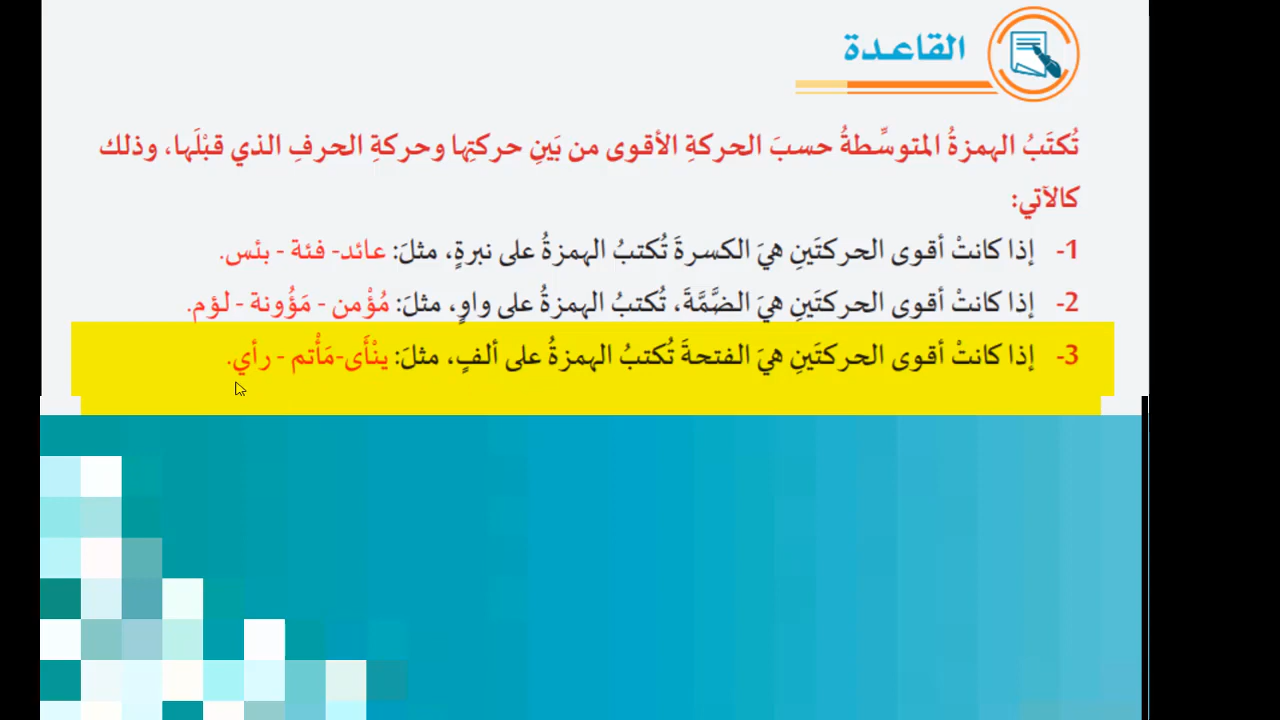 القاعدة
تُكتَبُ الهمزةُ المتوسِّطةُ حسبَ الحركةِ الأقوى من بَينِ حركتِها وحركةِ الحرفِ الذي قبْلَها، وذلك
كالآتي:
1- إذا كانتْ أقوى الحركتَينِ هيَ الكسرةَ تُكتبُ الهمزةُ على نبرةٍ، مثلَ: عائد- فئة - بئس.
2- إذا كانتْ أقوى الحركتَينِ هيَ الضَّمَّةَ، تُكتبُ الهمزةُ على واوٍ، مثلَ: مُؤْمن - مَؤُونة - لؤم.
3- إذا كانتْ أقوى الحركتَينِ هيَ الفتحةَ تُكتبُ الهمزةُ على ألفٍ، مثلَ: ينْأَى-مَأْتم - رأي.